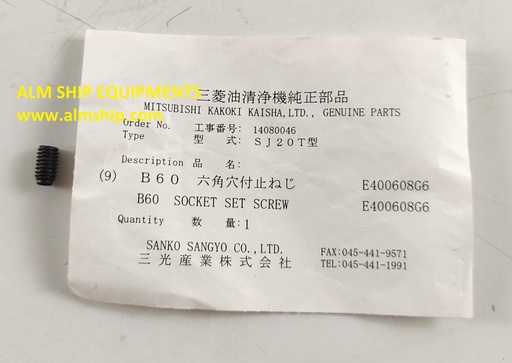 ALM SHIP EQUIPMENTS
www.almship.com
三菱油清浄機純正部品
MITSUBISHI KAKOKI KAISHA,LTD., GENUINE PARTS
Order No. 工事番号: 14080046
Type 型 式: ＳＪ２０Ｔ型
Description 品 名:
(9) Ｂ６０ 六角穴付止ねじ E400608G6
B60 SOCKET SET SCREW E400608G6
Quantity 数 量: 1
SANKO SANGYO CO.,LTD.
三光産業株式会社
FAX:045-441-9571
TEL:045-441-1991